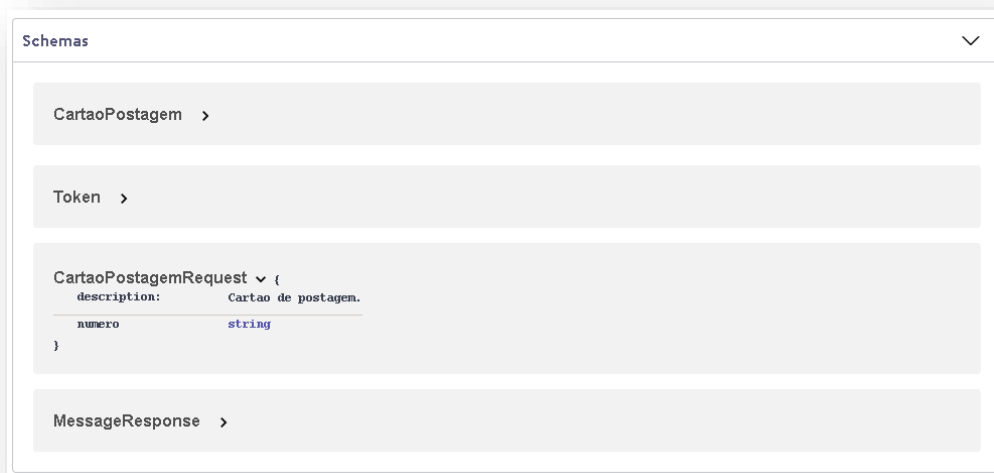 Schemas
CartaoPostagem
Token
CartaoPostagemRequest {
description: Cartao de postagem.
numero string
}
MessageResponse